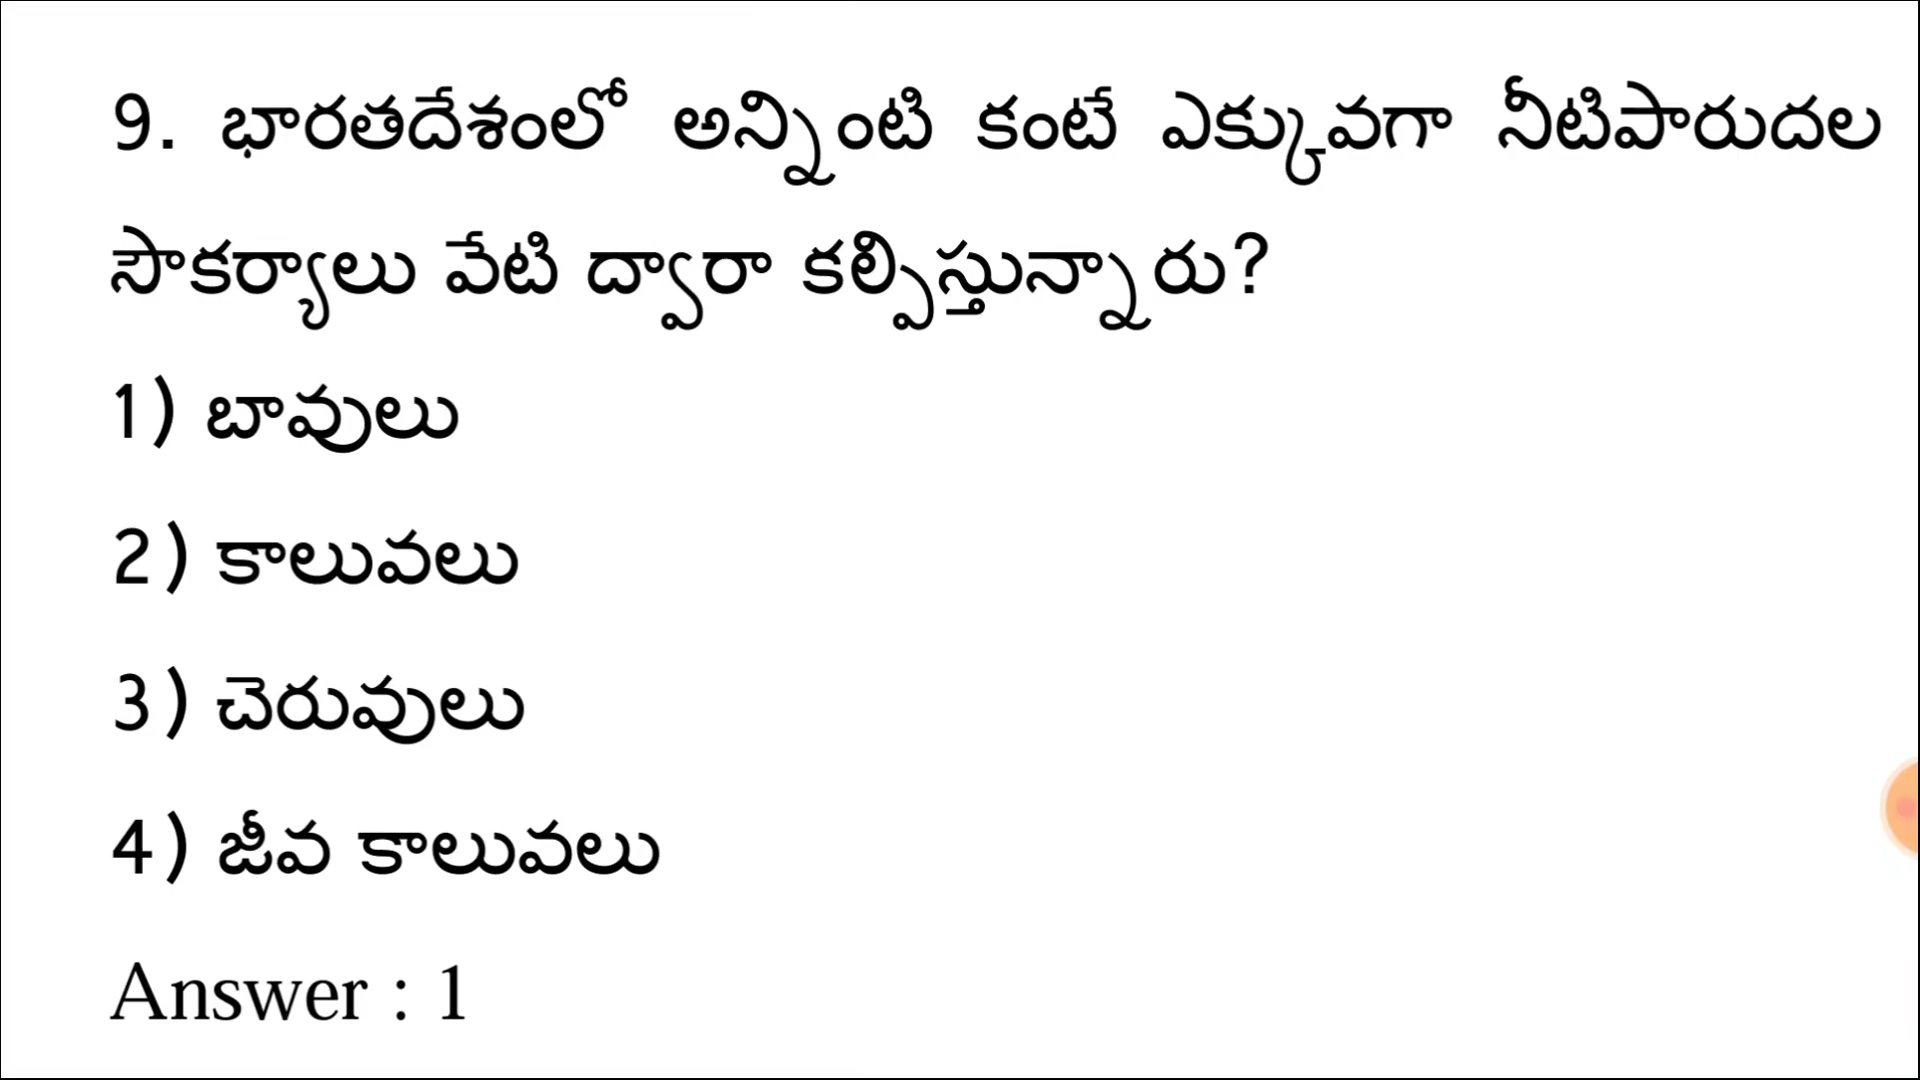 9. భారతదేశంలో అన్నింటి కంటే ఎక్కువగా నీటిపారుదల
సౌకర్యాలు వేటి ద్వారా కల్పిస్తున్నారు?
1) బావులు
2) కాలువలు
3) చెరువులు
4) జీవ కాలువలు
Answer : 1